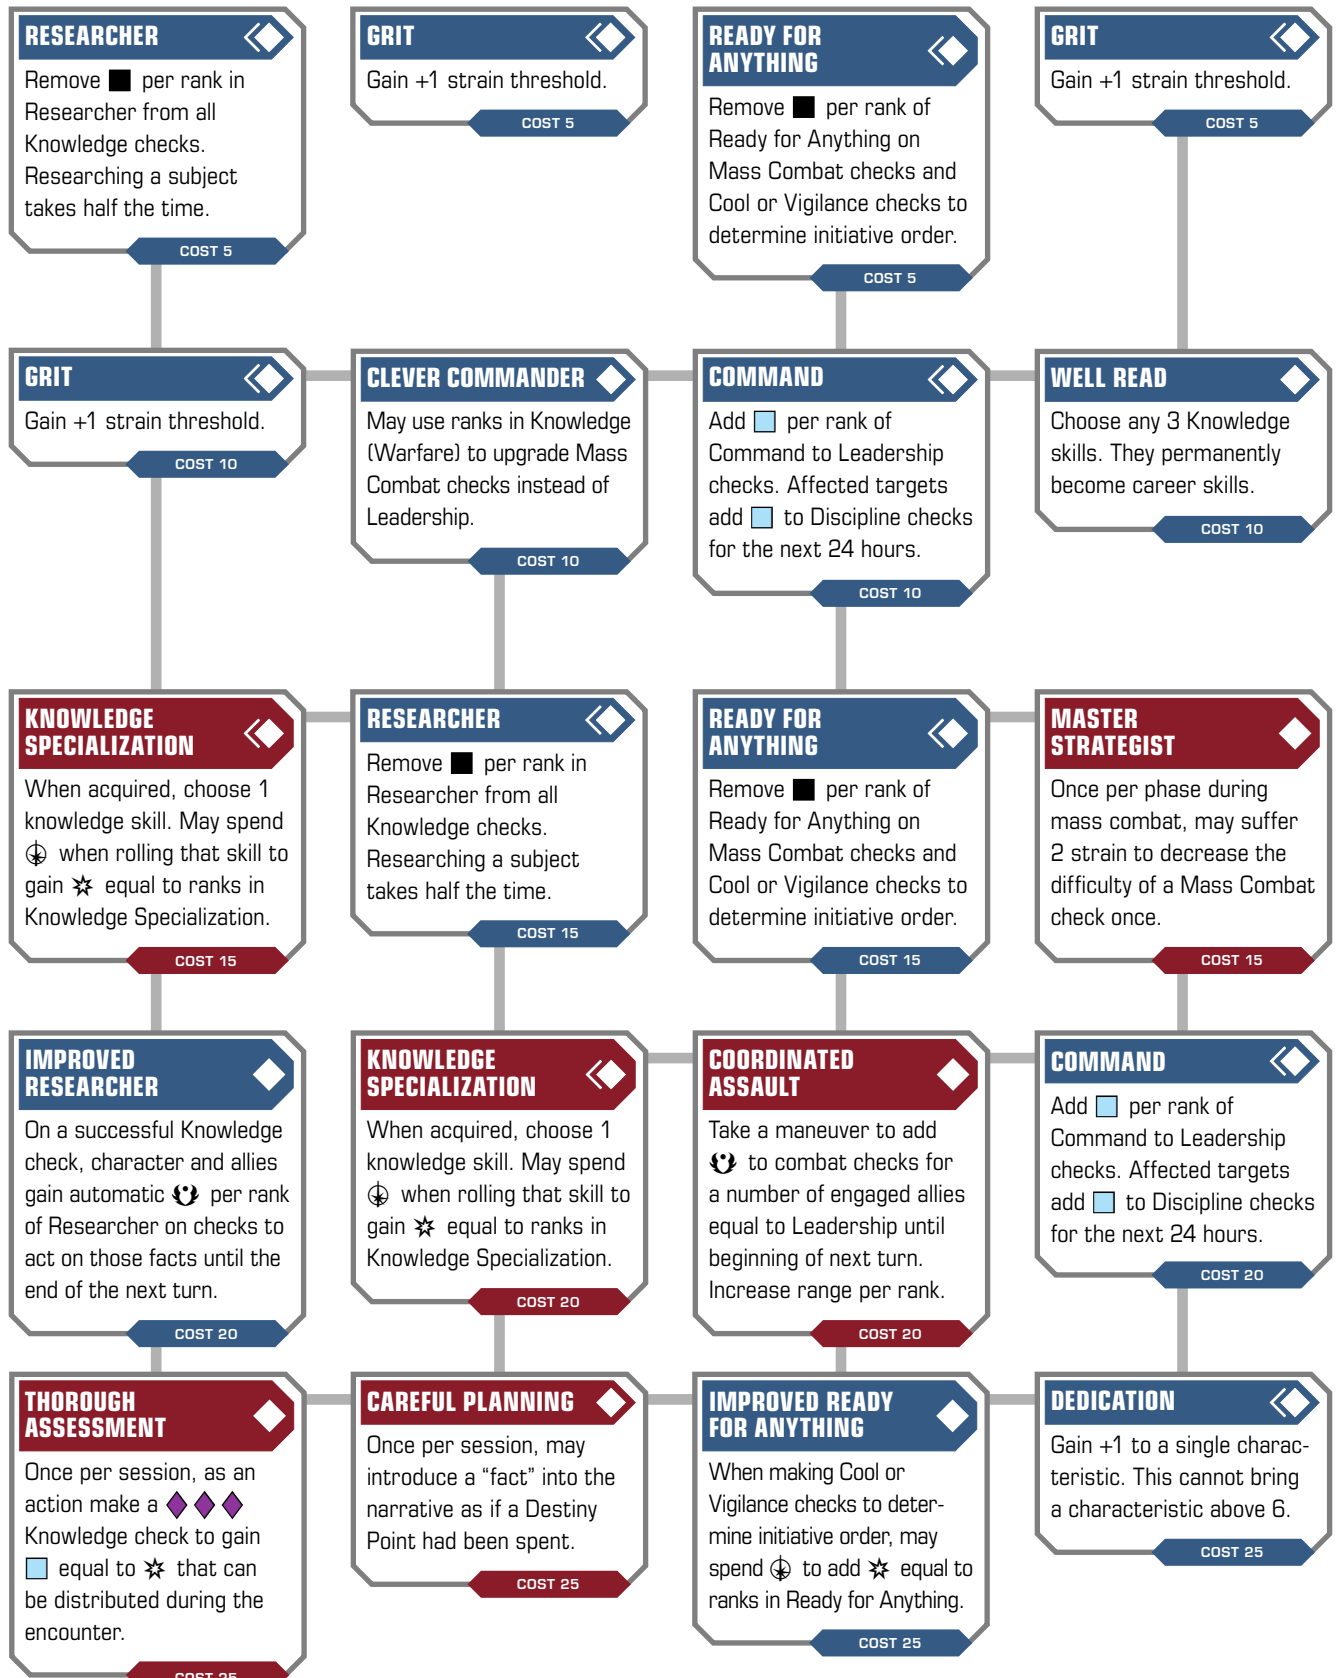 RESEARCHER
Remove per rank in
Researcher from all
Knowledge checks.
Researching a subject
takes half the time.
COST 5
GRIT
Gain +1 strain threshold.
COST 5
READY FOR
ANYTHING
Remove per rank of
Ready for Anything on
Mass Combat checks and
Cool or Vigilance checks to
determine initiative order.
COST 5
GRIT
Gain +1 strain threshold.
COST 5
GRIT
Gain +1 strain threshold.
COST 10
CLEVER COMMANDER
May use ranks in Knowledge
(Warfare) to upgrade Mass
Combat checks instead of
Leadership.
COST 10
COMMAND
Add per rank of
Command to Leadership
checks. Affected targets
add to Discipline checks
for the next 24 hours.
COST 10
WELL READ
Choose any 3 Knowledge
skills. They permanently
become career skills.
COST 10
KNOWLEDGE
SPECIALIZATION
When acquired, choose 1
knowledge skill. May spend
when rolling that skill to
gain equal to ranks in
Knowledge Specialization.
COST 15
RESEARCHER
Remove per rank in
Researcher from all
Knowledge checks.
Researching a subject
takes half the time.
COST 15
READY FOR
ANYTHING
Remove per rank of
Ready for Anything on
Mass Combat checks and
Cool or Vigilance checks to
determine initiative order.
COST 15
MASTER
STRATEGIST
Once per phase during
mass combat, may suffer
2 strain to decrease the
difficulty of a Mass Combat
check once.
COST 15
IMPROVED
RESEARCHER
On a successful Knowledge
check, character and allies
gain automatic per rank
of Researcher on checks to
act on those facts until the
end of the next turn.
COST 20
KNOWLEDGE
SPECIALIZATION
When acquired, choose 1
knowledge skill. May spend
when rolling that skill to
gain equal to ranks in
Knowledge Specialization.
COST 20
COORDINATED
ASSAULT
Take a maneuver to add
to combat checks for
a number of engaged allies
equal to Leadership until
beginning of next turn.
Increase range per rank.
COST 20
COMMAND
Add per rank of
Command to Leadership
checks. Affected targets
add to Discipline checks
for the next 24 hours.
COST 20
THOROUGH
ASSESSMENT
Once per session, as an
action make a
Knowledge check to gain
equal to that can
be distributed during the
encounter.
COST 25
CAREFUL PLANNING
Once per session, may
introduce a “fact” into the
narrative as if a Destiny
Point had been spent.
COST 25
IMPROVED READY
FOR ANYTHING
When making Cool or
Vigilance checks to deter-
mine initiative order, may
spend to add equal to
ranks in Ready for Anything.
COST 25
DEDICATION
Gain +1 to a single charac-
teristic. This cannot bring
a characteristic above 6.
COST 25